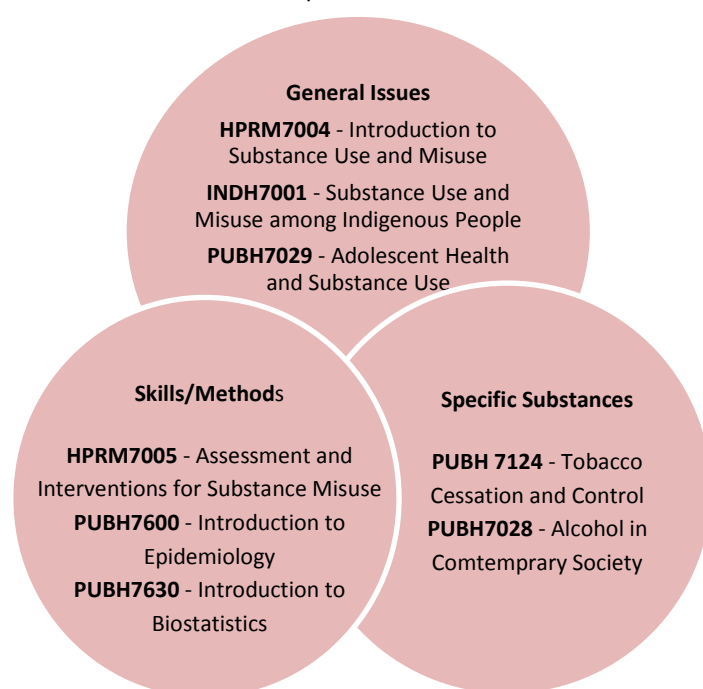 General Issues
HPRM7004 - Introduction to
Substance Use and Misuse
INDH7001 - Substance Use and
Misuse among Indigenous People
PUBH7029 - Adolescent Health
and Substance Use
Skills/Methods
HPRM7005 - Assessment and
Interventions for Substance Misuse
PUBH7600 - Introduction to
Epidemiology
PUBH7630 - Introduction to
Biostatistics
Specific Substances
PUBH 7124 - Tobacco
Cessation and Control
PUBH7028 - Alcohol in
Comtemprary Society